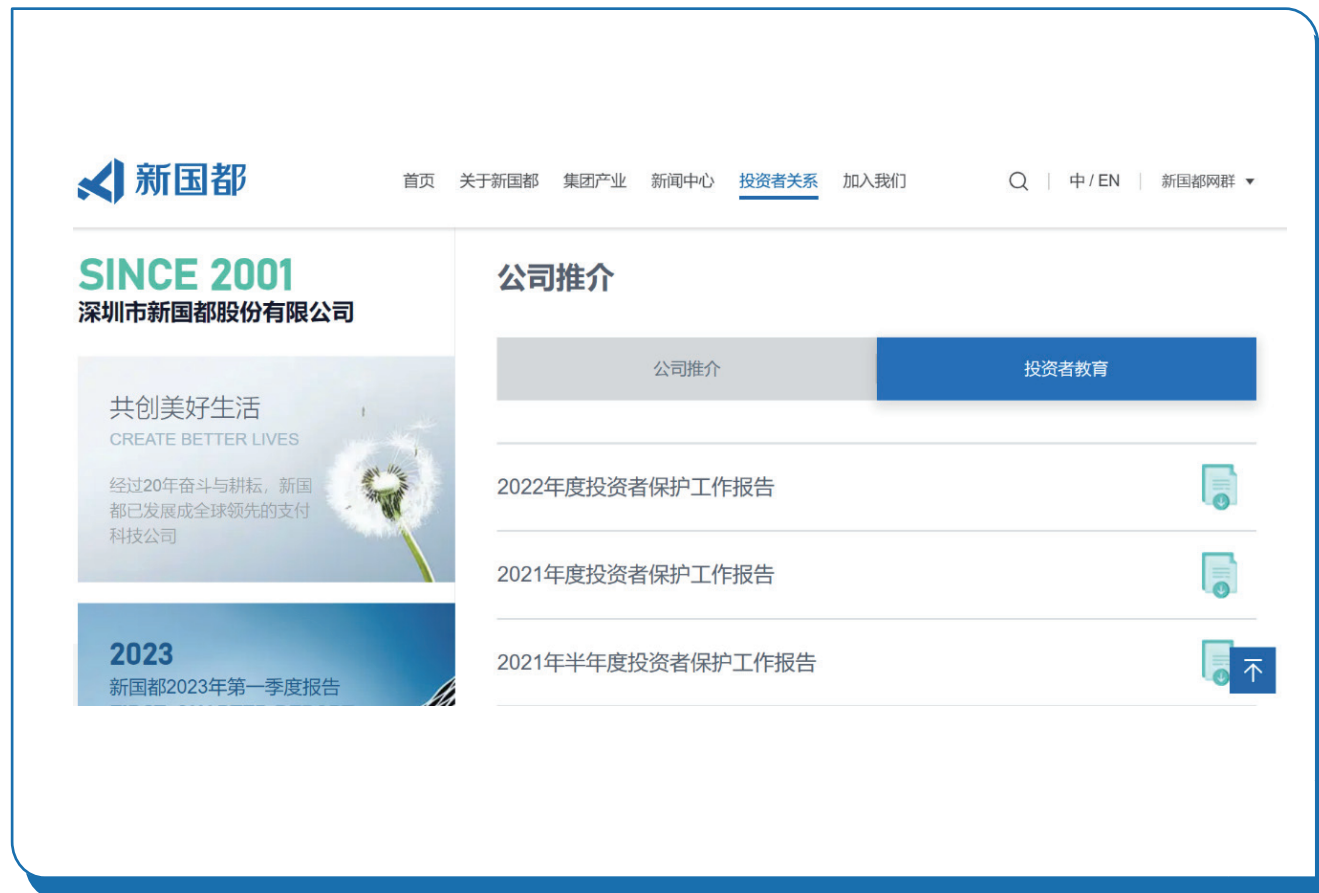 新国都
首页 关于新国都 集团产业 新闻中心 投资者关系 加入我们 中 / EN 新国都网群
SINCE 2001
深圳市新国都股份有限公司
共创美好生活
CREATE BETTER LIVES
经过20年奋斗与耕耘，新国
都已发展成全球领先的支付
科技公司
2023
新国都2023年第一季度报告
公司推介
公司推介 投资者教育
2022年度投资者保护工作报告
2021年度投资者保护工作报告
2021年半年度投资者保护工作报告